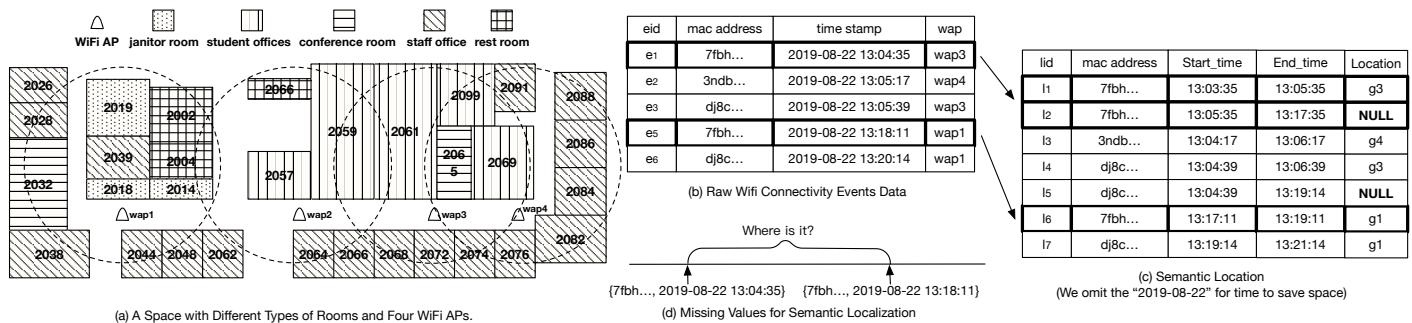 WiFi AP janitor room student offices conference room staff office rest room
2026
2028
2032
2038
2019
2002
2039
2004
2018
2014
wap1
2044 2048 2062
2066
2059
2061
2099
2091
2057
206
5
2069
wap2
wap3
wap4
2088
2086
2084
2082
2064 2066 2068 2072 2074 2076
(a) A Space with Different Types of Rooms and Four WiFi APs.
eid mac address time stamp wap
e1 7fbh... 2019-08-22 13:04:35 wap3
e2 3ndb... 2019-08-22 13:05:17 wap4
e3 dj8c... 2019-08-22 13:05:39 wap3
e5 7fbh... 2019-08-22 13:18:11 wap1
e6 dj8c... 2019-08-22 13:20:14 wap1
(b) Raw Wifi Connectivity Events Data
Where is it?
{7fbh..., 2019-08-22 13:04:35} {7fbh..., 2019-08-22 13:18:11}
(d) Missing Values for Semantic Localization
lid mac address Start_time End_time Location
l1 7fbh... 13:03:35 13:05:35 g3
l2 7fbh... 13:05:35 13:17:35 NULL
l3 3ndb... 13:04:17 13:06:17 g4
l4 dj8c... 13:04:39 13:06:39 g3
l5 dj8c... 13:04:39 13:19:14 NULL
l6 7fbh... 13:17:11 13:19:11 g1
l7 dj8c... 13:19:14 13:21:14 g1
(c) Semantic Location
(We omit the “2019-08-22” for time to save space)